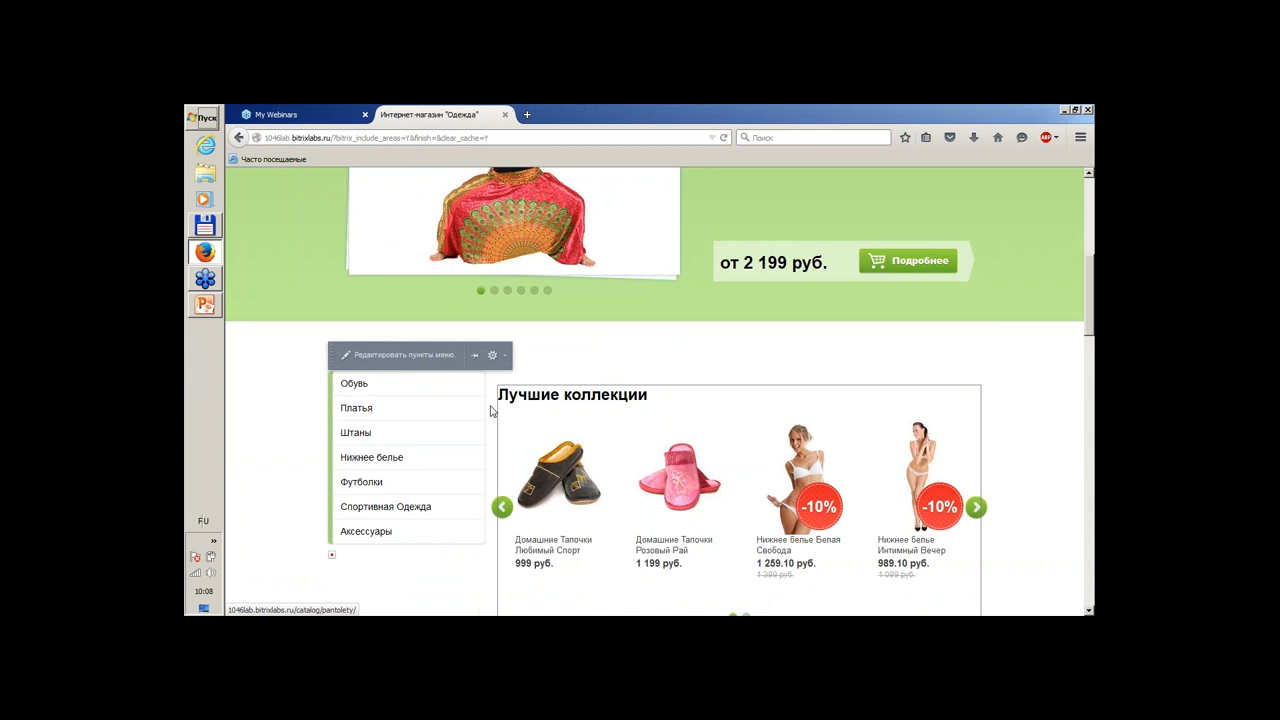 Пуск
My Webinars
Интернет-магазин "Одежда"
1046lab.bitrixlabs.ru/?bitrix_include_areas=Y&finish=&clear_cache=Y
Поиск
ABP
Часто посещаемые
от 2 199 руб.
Подробнее
Редактировать пункты меню.
Обувь
Платья
Штаны
Нижнее белье
Футболки
Спортивная Одежда
Аксессуары
Лучшие коллекции
-10%
-10%
Домашние Тапочки
Любимый Спорт
999 руб.
Домашние Тапочки
Розовый Рай
1 199 руб.
Нижнее белье Белая
Свобода
1 259.10 руб.
1 399 руб.
Нижнее белье
Интимный Вечер
989.10 руб.
1 099 руб.
10:08
1046lab.bitrixlabs.ru/catalog/pantolety/